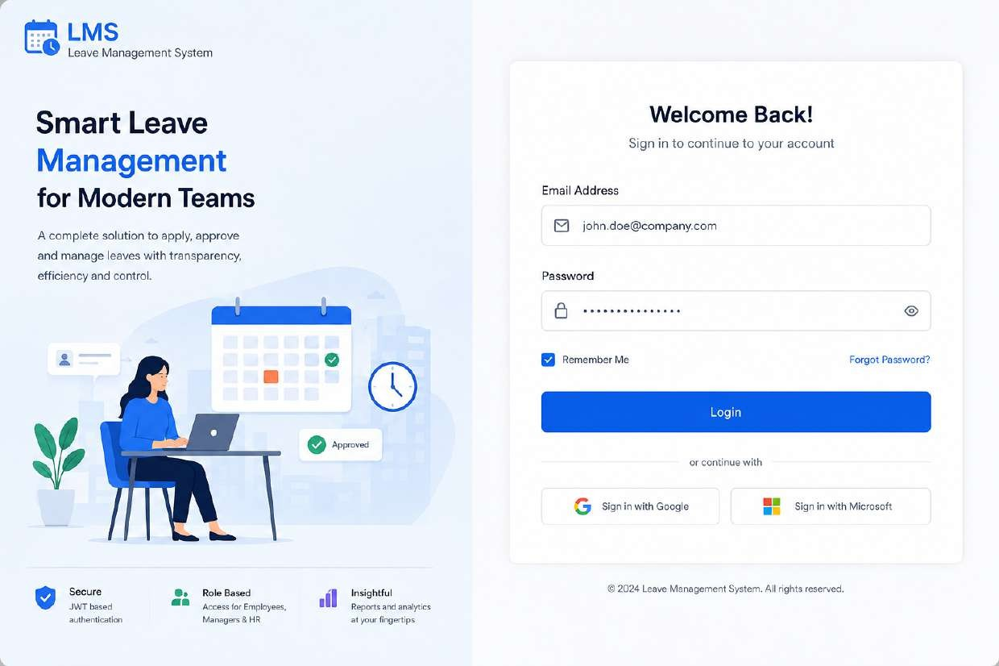 LMS
Leave Management System
Smart Leave
Management
for Modern Teams
A complete solution to apply, approve
and manage leaves with transparency,
efficiency and control.
Approved
Secure
JWT based
authentication
Role Based
Access for Employees,
Managers & HR
Insightful
Reports and analytics
at your fingertips
Welcome Back!
Sign in to continue to your account
Email Address
john.doe@company.com
Password
•••••••••••••••
Remember Me
Forgot Password?
Login
or continue with
Sign in with Google
Sign in with Microsoft
© 2024 Leave Management System. All rights reserved.